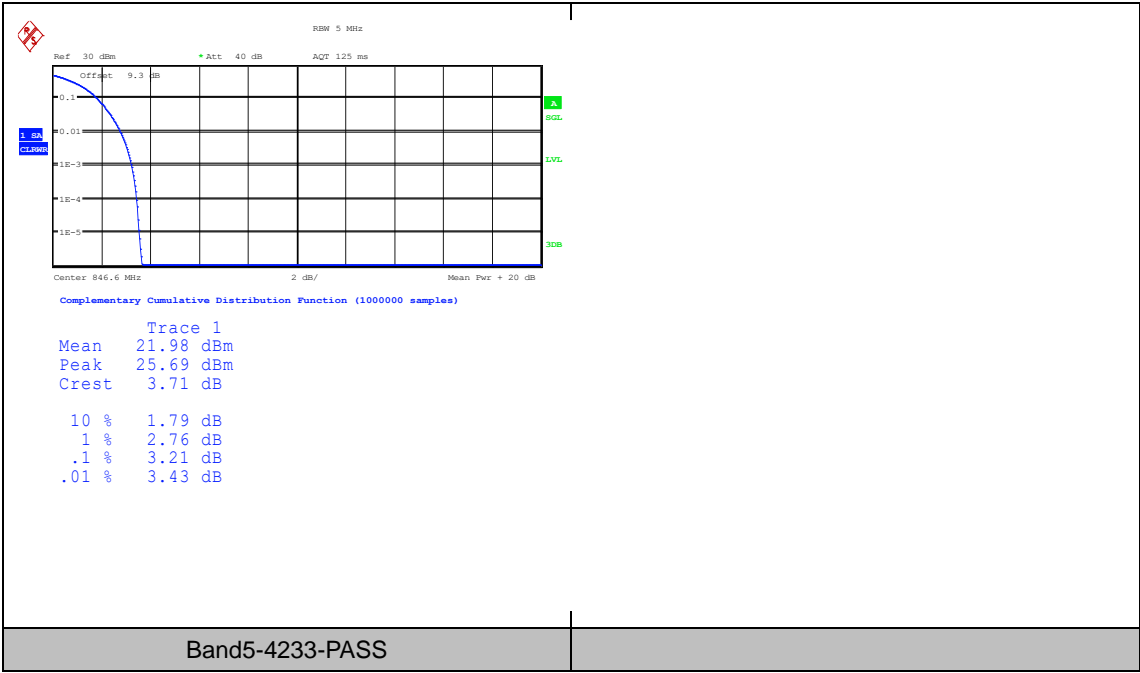 R S
RBW 5 MHz
Ref 30 dBm * Att 40 dB AQT 125 ms
Offset 9.3 dB
0.1
A
SGL
0.01
1 SA
CLRWR
1E-3
LVL
1E-4
1E-5
3DB
Center 846.6 MHz 2 dB/ Mean Pwr + 20 dB
Complementary Cumulative Distribution Function (1000000 samples)
Trace 1
Mean 21.98 dBm
Peak 25.69 dBm
Crest 3.71 dB
10 % 1.79 dB
1 % 2.76 dB
.1 % 3.21 dB
.01 % 3.43 dB
Band5-4233-PASS